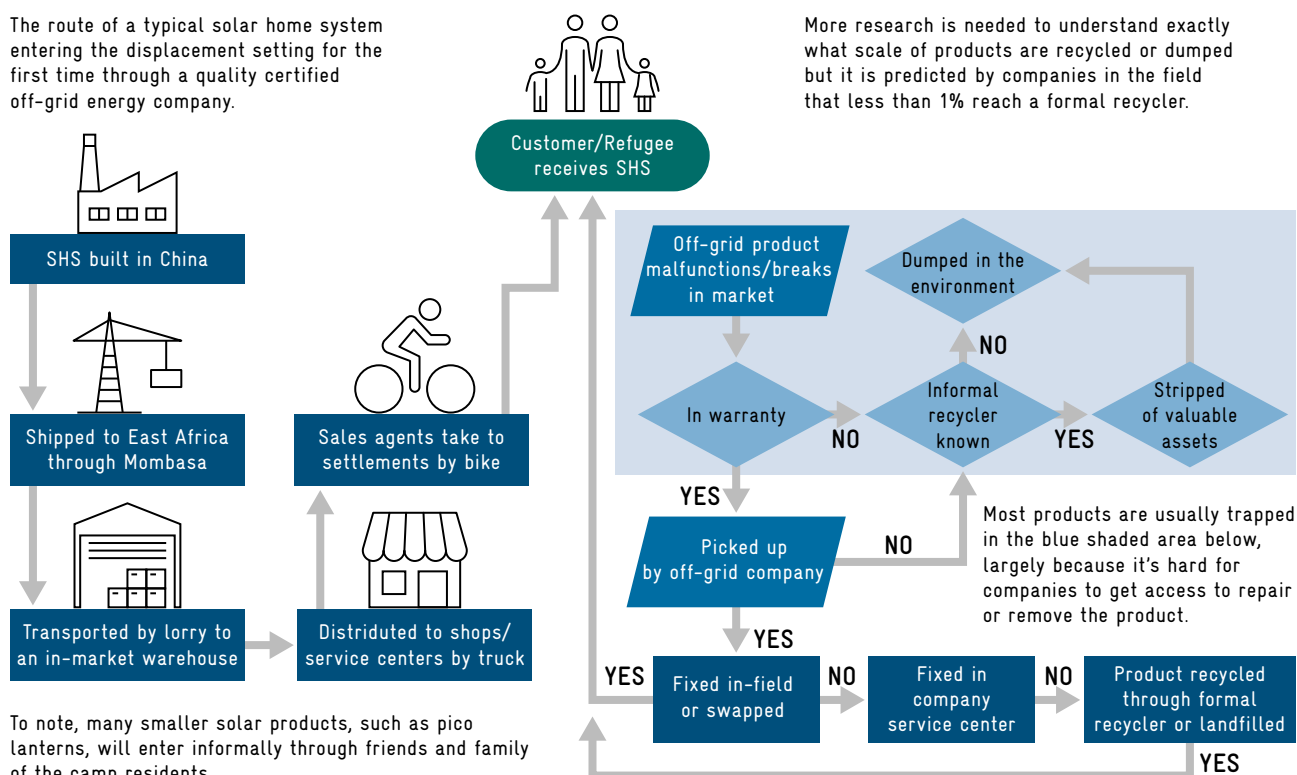 The route of a typical solar home system
entering the displacement setting for the
first time through a quality certified
off-grid energy company.
More research is needed to understand exactly
what scale of products are recycled or dumped
but it is predicted by companies in the field
that less than 1% reach a formal recycler.
Customer/Refugee
receives SHS
SHS built in China
Shipped to East Africa
through Mombasa
Transported by lorry to
an in-market warehouse
Distriduted to shops/
service centers by truck
Sales agents take to
settlements by bike
Off-grid product
malfunctions/breaks
in market
Dumped in the
environment
NO
In warranty
NO
Informal
recycler
known
YES
Stripped
of valuable
assets
YES
Picked up
by off-grid company
NO
Most products are usually trapped
in the blue shaded area below,
largely because it's hard for
companies to get access to repair
or remove the product.
YES
YES
Fixed in-field
or swapped
NO
Fixed in
company
service center
NO
Product recycled
through formal
recycler or landfilled
YES
To note, many smaller solar products, such as pico
lanterns, will enter informally through friends and family
of the camp residents